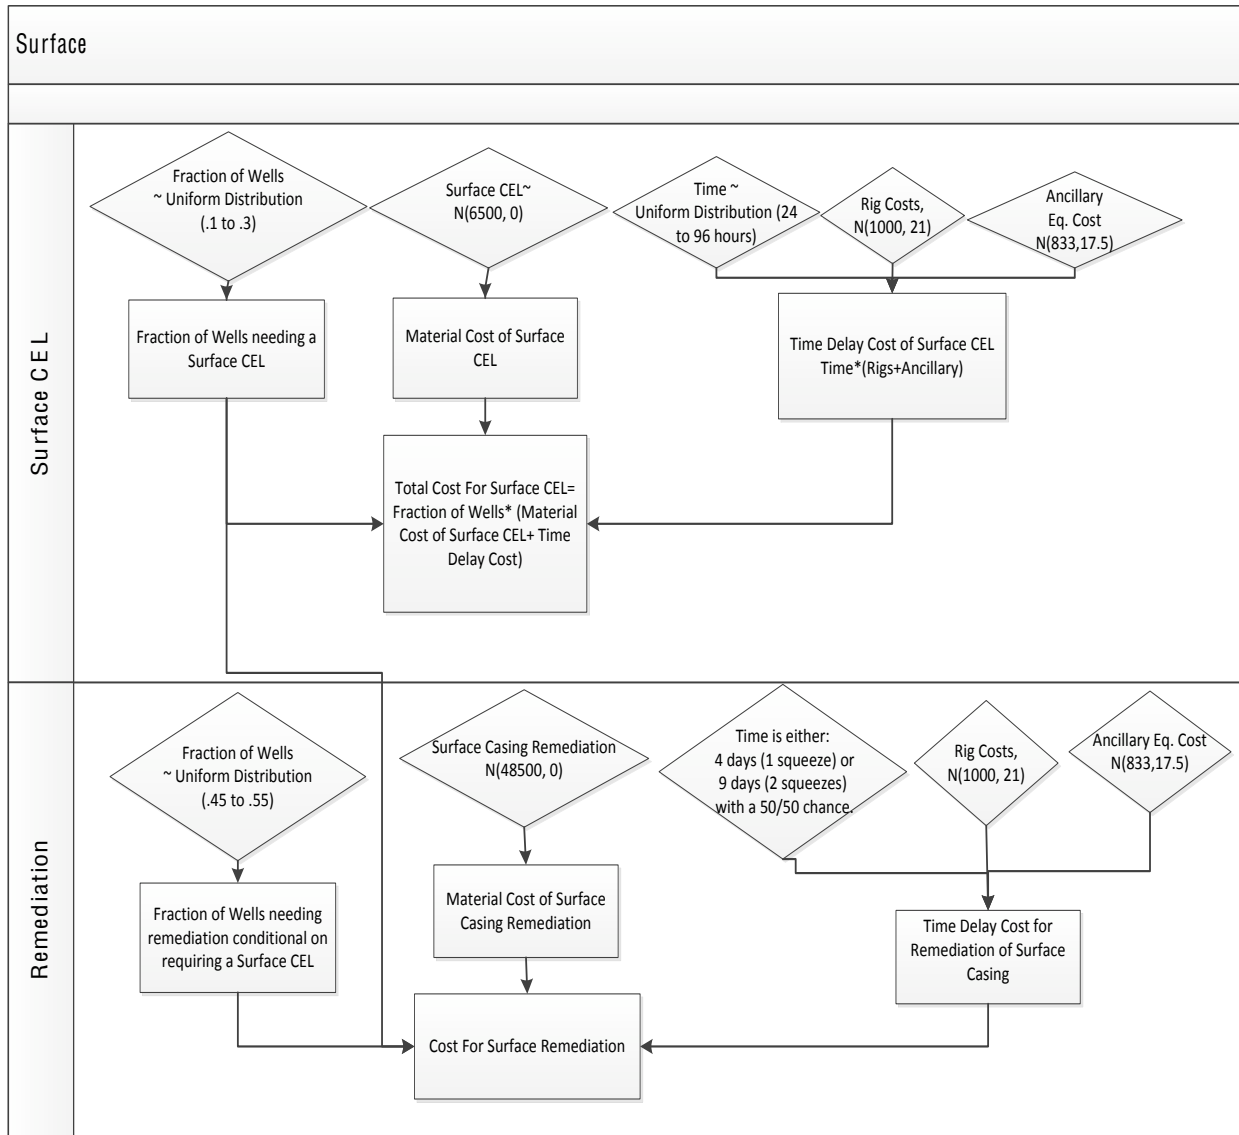 Surface
Surface CEL
Fraction of Wells
~ Uniform Distribution
(.1 to .3)
Surface CEL~
N(6500, 0)
Time ~
Uniform Distribution (24
to 96 hours)
Rig Costs,
N(1000, 21)
Ancillary
Eq. Cost
N(833,17.5)
Fraction of Wells needing a
Surface CEL
Material Cost of Surface
CEL
Time Delay Cost of Surface CEL
Time*(Rigs+Ancillary)
Total Cost For Surface CEL=
Fraction of Wells* (Material
Cost of Surface CEL+ Time
Delay Cost)
Remediation
Fraction of Wells
~ Uniform Distribution
(.45 to .55)
Surface Casing Remediation
N(48500, 0)
Time is either:
4 days (1 squeeze) or
9 days (2 squeezes)
with a 50/50 chance.
Rig Costs,
N(1000, 21)
Ancillary Eq. Cost
N(833,17.5)
Fraction of Wells needing
remediation conditional on
requiring a Surface CEL
Material Cost of Surface
Casing Remediation
Time Delay Cost for
Remediation of Surface
Casing
Cost For Surface Remediation